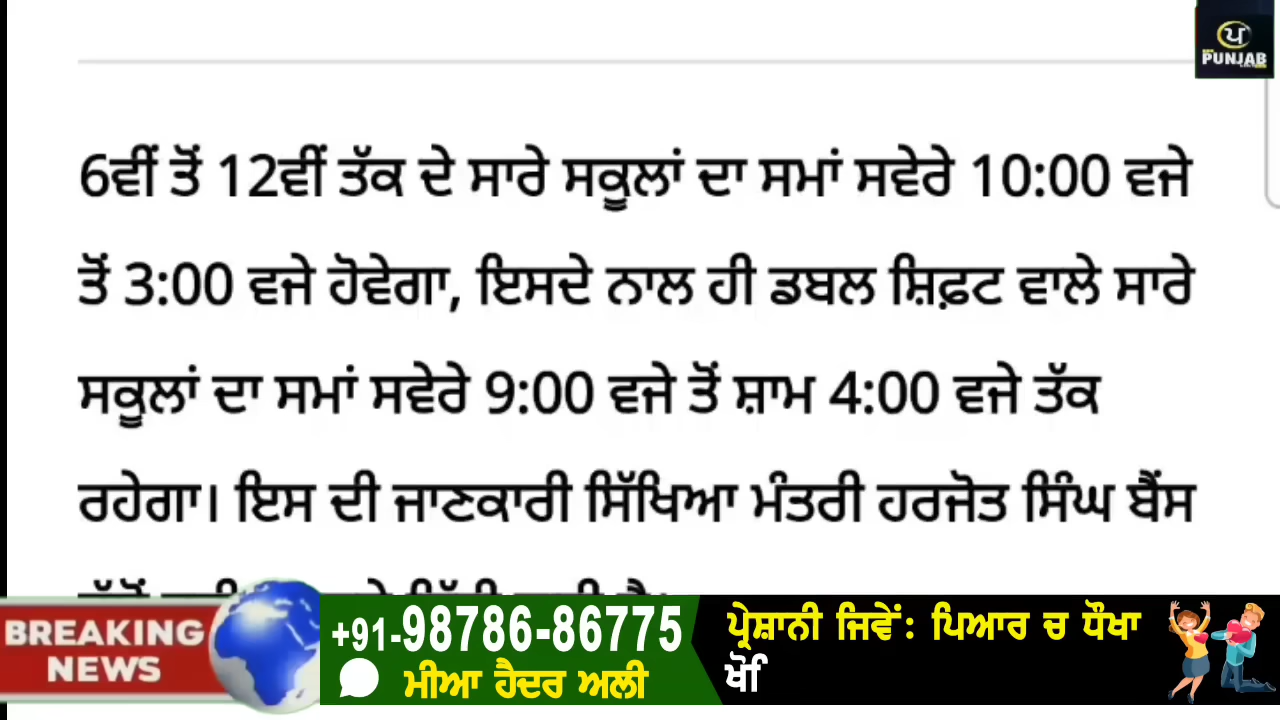 ਪ
PUNJAB
6ਵੀਂ ਤੋਂ 12ਵੀਂ ਤੱਕ ਦੇ ਸਾਰੇ ਸਕੂਲਾਂ ਦਾ ਸਮਾਂ ਸਵੇਰੇ 10:00 ਵਜੇ
ਤੋਂ 3:00 ਵਜੇ ਹੋਵੇਗਾ, ਇਸਦੇ ਨਾਲ ਹੀ ਡਬਲ ਸ਼ਿਫ਼ਟ ਵਾਲੇ ਸਾਰੇ
ਸਕੂਲਾਂ ਦਾ ਸਮਾਂ ਸਵੇਰੇ 9:00 ਵਜੇ ਤੋਂ ਸ਼ਾਮ 4:00 ਵਜੇ ਤੱਕ
ਰਹੇਗਾ। ਇਸ ਦੀ ਜਾਣਕਾਰੀ ਸਿੱਖਿਆ ਮੰਤਰੀ ਹਰਜੋਤ ਸਿੰਘ ਬੈਂਸ
BREAKING
NEWS
+91-98786-86775
ਮੀਆ ਹੈਦਰ ਅਲੀ
ਪ੍ਰੇਸ਼ਾਨੀ ਜਿਵੇਂ: ਪਿਆਰ ਚ ਧੌਖਾ